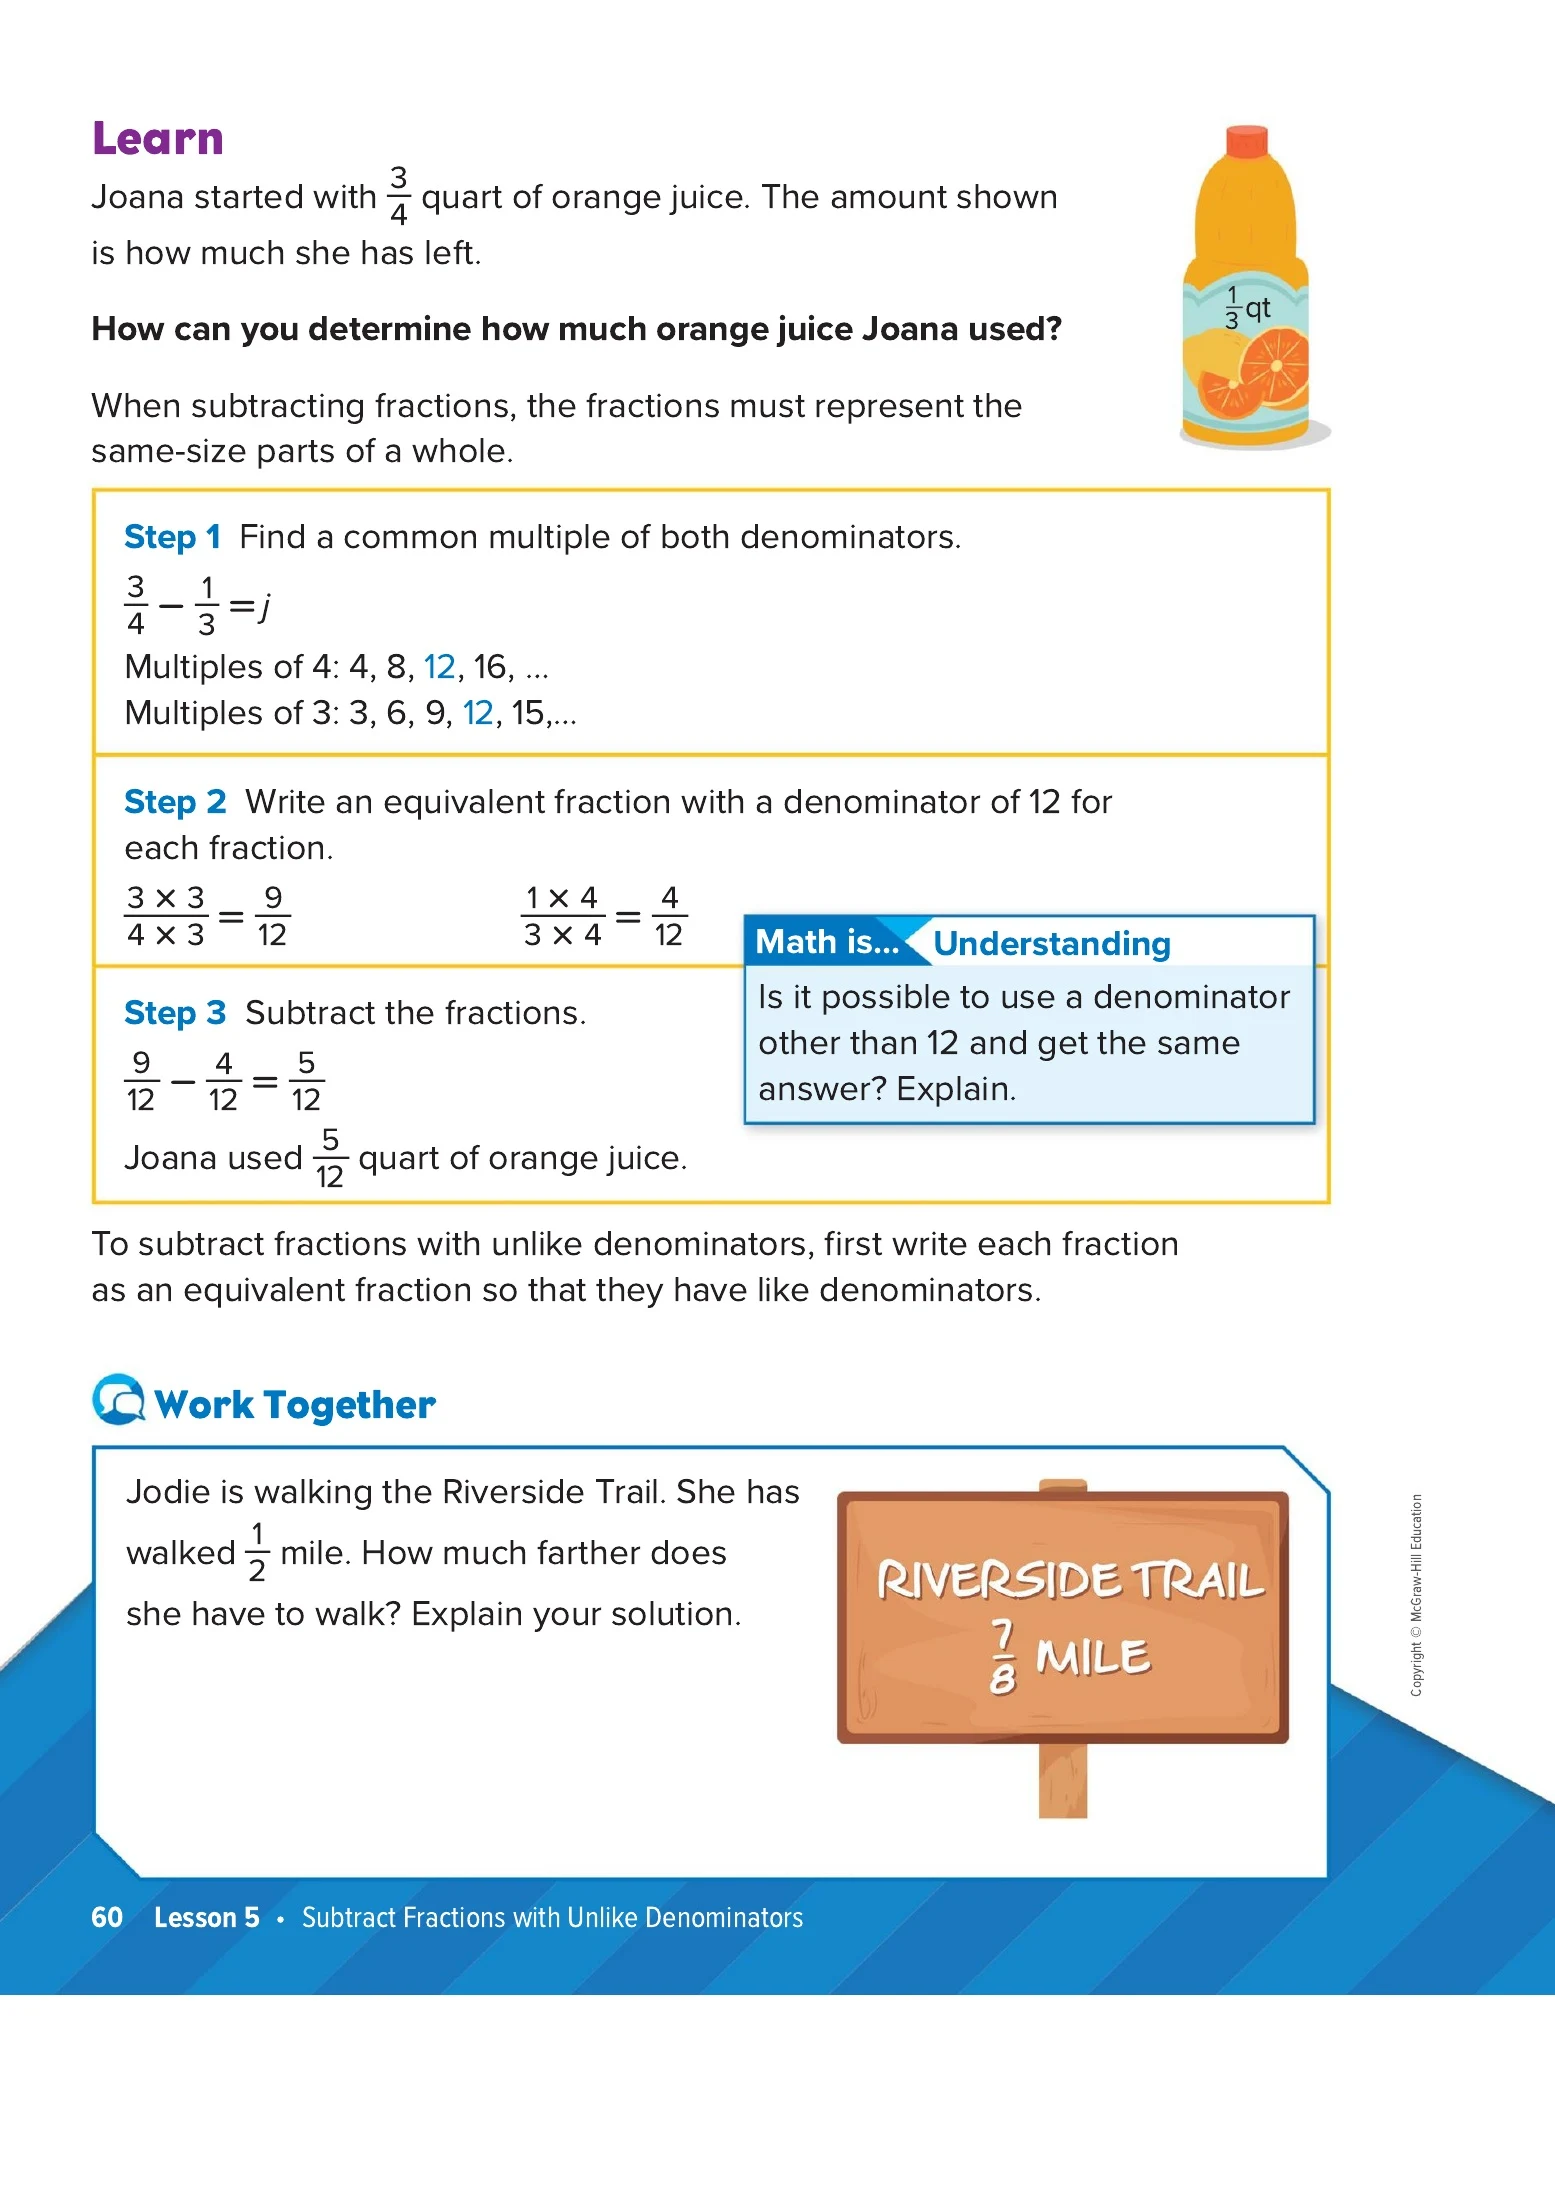 Learn
Joana started with 3/4 quart of orange juice. The amount shown
is how much she has left.
1/3 qt
How can you determine how much orange juice Joana used?
When subtracting fractions, the fractions must represent the
same-size parts of a whole.
Step 1 Find a common multiple of both denominators.
3/4 − 1/3 = j
Multiples of 4: 4, 8, 12, 16, ...
Multiples of 3: 3, 6, 9, 12, 15,...
Step 2 Write an equivalent fraction with a denominator of 12 for
each fraction.
3 × 3 / 4 × 3 = 9/12 1 × 4 / 3 × 4 = 4/12
Math is... Understanding
Is it possible to use a denominator
other than 12 and get the same
answer? Explain.
Step 3 Subtract the fractions.
9/12 − 4/12 = 5/12
Joana used 5/12 quart of orange juice.
To subtract fractions with unlike denominators, first write each fraction
as an equivalent fraction so that they have like denominators.
Work Together
Jodie is walking the Riverside Trail. She has
walked 1/2 mile. How much farther does
she have to walk? Explain your solution.
RIVERSIDE TRAIL
7/8 MILE
Copyright © McGraw-Hill Education
60 Lesson 5 • Subtract Fractions with Unlike Denominators